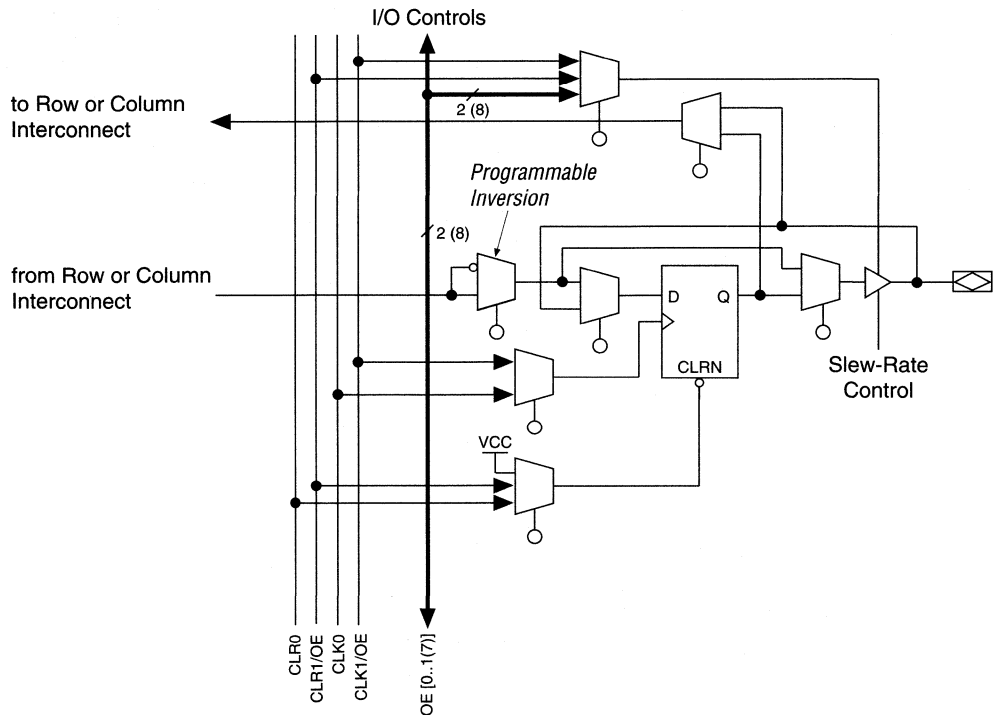 I/O Controls
to Row or Column
Interconnect
2 (8)
Programmable
Inversion
2 (8)
from Row or Column
Interconnect
D
Q
CLRN
Slew-Rate
Control
VCC
CLR0
CLR1/OE
CLK0
CLK1/OE
OE [0..1(7)]